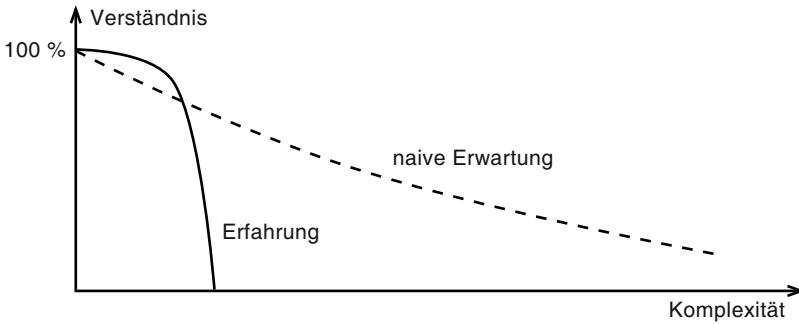 Verständnis
100 %
naive Erwartung
Erfahrung
Komplexität